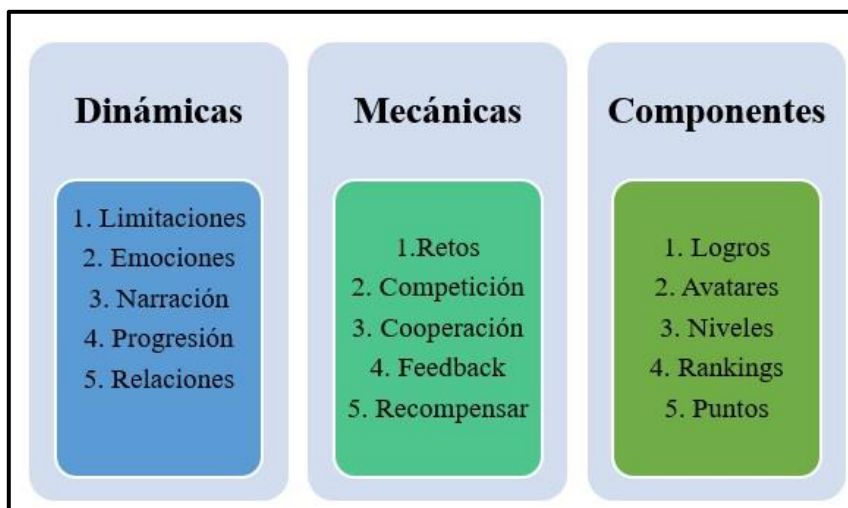 Dinámicas
1. Limitaciones
2. Emociones
3. Narración
4. Progresión
5. Relaciones
Mecánicas
1.Retos
2. Competición
3. Cooperación
4. Feedback
5. Recompensar
Componentes
1. Logros
2. Avatares
3. Niveles
4. Rankings
5. Puntos